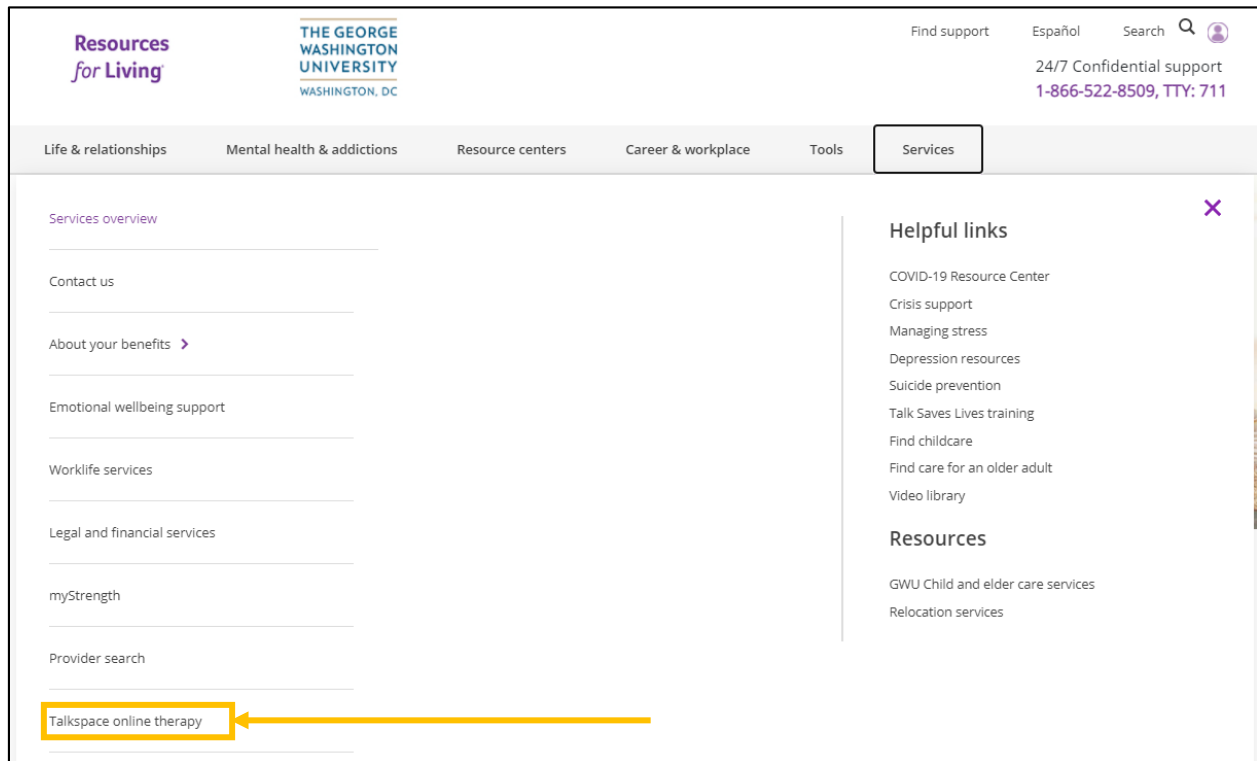 Resources
for Living
THE GEORGE
WASHINGTON
UNIVERSITY
WASHINGTON, DC
Find support
Español
Search
24/7 Confidential support
1-866-522-8509, TTY: 711
Life & relationships
Mental health & addictions
Resource centers
Career & workplace
Tools
Services
Services overview
Contact us
About your benefits
Emotional wellbeing support
Worklife services
Legal and financial services
myStrength
Provider search
Talkspace online therapy
Helpful links
COVID-19 Resource Center
Crisis support
Managing stress
Depression resources
Suicide prevention
Talk Saves Lives training
Find childcare
Find care for an older adult
Video library
Resources
GWU Child and elder care services
Relocation services